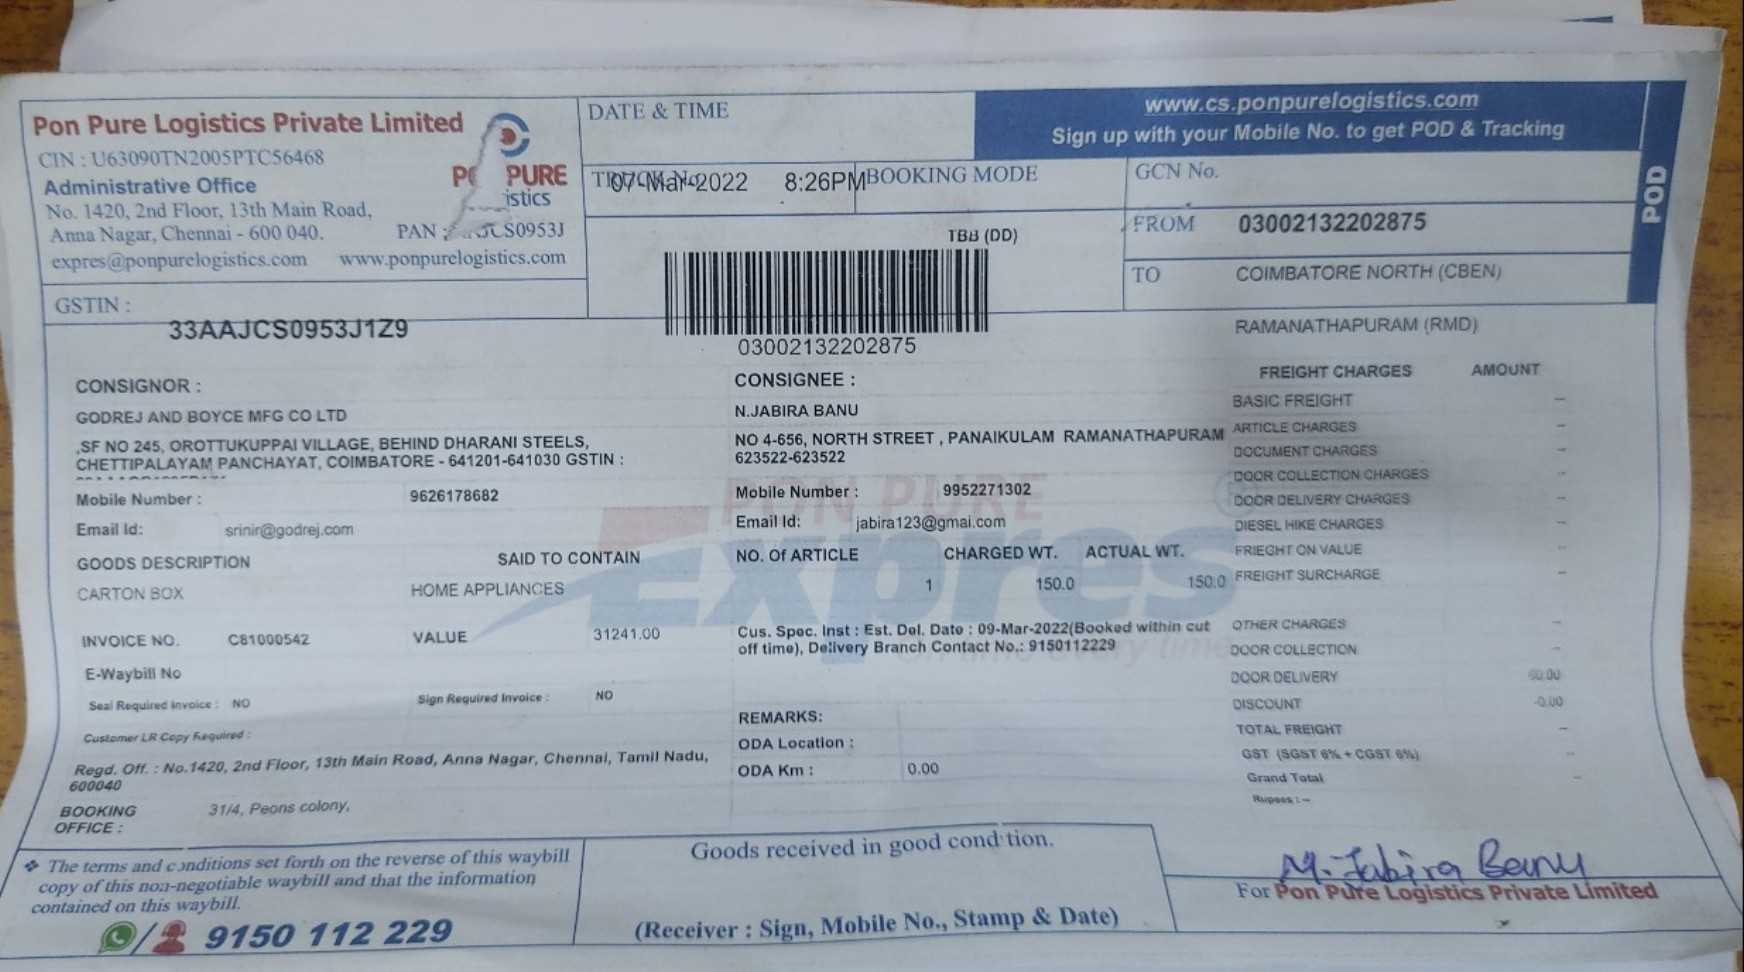 Pon Pure Logistics Private Limited
CIN : U63090TN2005PTC56468
Administrative Office
No. 1420, 2nd Floor, 13th Main Road,
Anna Nagar, Chennai - 600 040.
PAN : JCS0953J
expres@ponpurelogistics.com www.ponpurelogistics.com
PURE
istics
GSTIN :
33AAJCS0953J1Z9
DATE & TIME
07-Mar-2022 8:26PM
BOOKING MODE
TBB (DD)
03002132202875
www.cs.ponpurelogistics.com
Sign up with your Mobile No. to get POD & Tracking
POD
GCN No.
FROM 03002132202875
TO COIMBATORE NORTH (CBEN)
RAMANATHAPURAM (RMD)
CONSIGNOR :
GODREJ AND BOYCE MFG CO LTD
,SF NO 245, OROTTUKUPPAI VILLAGE, BEHIND DHARANI STEELS,
CHETTIPALAYAM PANCHAYAT, COIMBATORE - 641201-641030 GSTIN :
Mobile Number : 9626178682
Email Id: srinir@godrej.com
GOODS DESCRIPTION SAID TO CONTAIN
CARTON BOX HOME APPLIANCES
INVOICE NO. C81000542 VALUE 31241.00
E-Waybill No
Seal Required Invoice : NO Sign Required Invoice : NO
Customer LR Copy Required :
Regd. Off. : No.1420, 2nd Floor, 13th Main Road, Anna Nagar, Chennai, Tamil Nadu,
600040
BOOKING
OFFICE :
31/4, Peons colony,
CONSIGNEE :
N.JABIRA BANU
NO 4-656, NORTH STREET , PANAIKULAM RAMANATHAPURAM
623522-623522
Mobile Number : 9952271302
Email Id: jabira123@gmai.com
NO. Of ARTICLE CHARGED WT. ACTUAL WT.
1 150.0 150.0
Cus. Spec. Inst : Est. Del. Date : 09-Mar-2022(Booked within cut
off time), Delivery Branch Contact No.: 9150112229
REMARKS:
ODA Location :
ODA Km : 0.00
PON PURE
Expres
FREIGHT CHARGES AMOUNT
BASIC FREIGHT --
ARTICLE CHARGES --
DOCUMENT CHARGES --
DOOR COLLECTION CHARGES --
DOOR DELIVERY CHARGES --
DIESEL HIKE CHARGES --
FRIEGHT ON VALUE --
FREIGHT SURCHARGE --
OTHER CHARGES --
DOOR COLLECTION --
DOOR DELIVERY
DISCOUNT -0.00
TOTAL FREIGHT --
GST (SGST 6% + CGST 6%) --
Grand Total --
Rupees : --
❖ The terms and conditions set forth on the reverse of this waybill
copy of this non-negotiable waybill and that the information
contained on this waybill.
9150 112 229
Goods received in good condition.
(Receiver : Sign, Mobile No., Stamp & Date)
M. Jabira Banu
For Pon Pure Logistics Private Limited